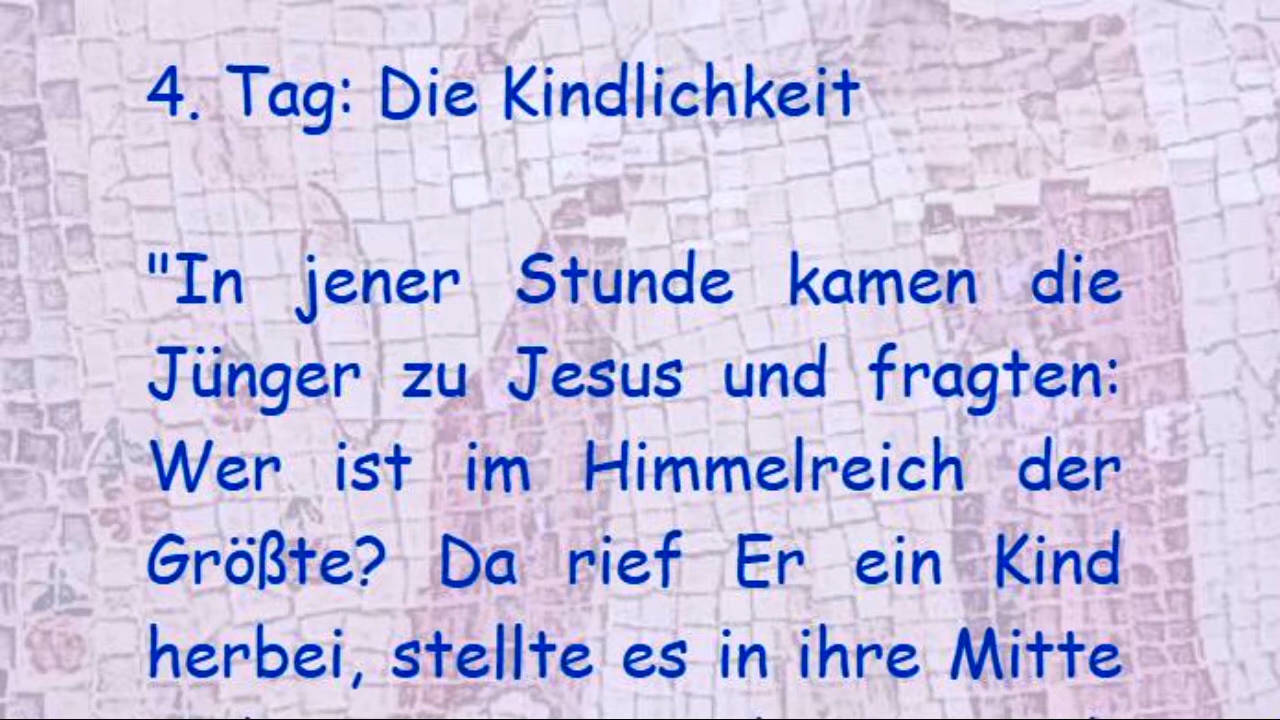 4. Tag: Die Kindlichkeit
"In jener Stunde kamen die
Jünger zu Jesus und fragten:
Wer ist im Himmelreich der
Größte? Da rief Er ein Kind
herbei, stellte es in ihre Mitte